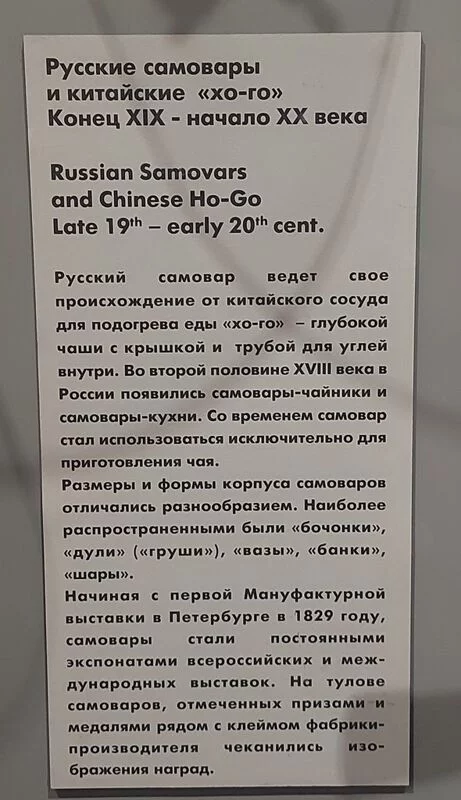 Русские самовары
и китайские «хо-го»
Конец XIX - начало XX века
Russian Samovars
and Chinese Ho-Go
Late 19th – early 20th cent.
Русский самовар ведет свое
происхождение от китайского сосуда
для подогрева еды «хо-го» – глубокой
чаши с крышкой и трубой для углей
внутри. Во второй половине XVIII века в
России появились самовары-чайники и
самовары-кухни. Со временем самовар
стал использоваться исключительно для
приготовления чая.
Размеры и формы корпуса самоваров
отличались разнообразием. Наиболее
распространенными были «бочонки»,
«дули» («груши»), «вазы», «банки»,
«шары».
Начиная с первой Мануфактурной
выставки в Петербурге в 1829 году,
самовары стали постоянными
экспонатами всероссийских и меж-
дународных выставок. На тулове
самоваров, отмеченных призами и
медалями рядом с клеймом фабрики-
производителя чеканились изо-
бражения наград.